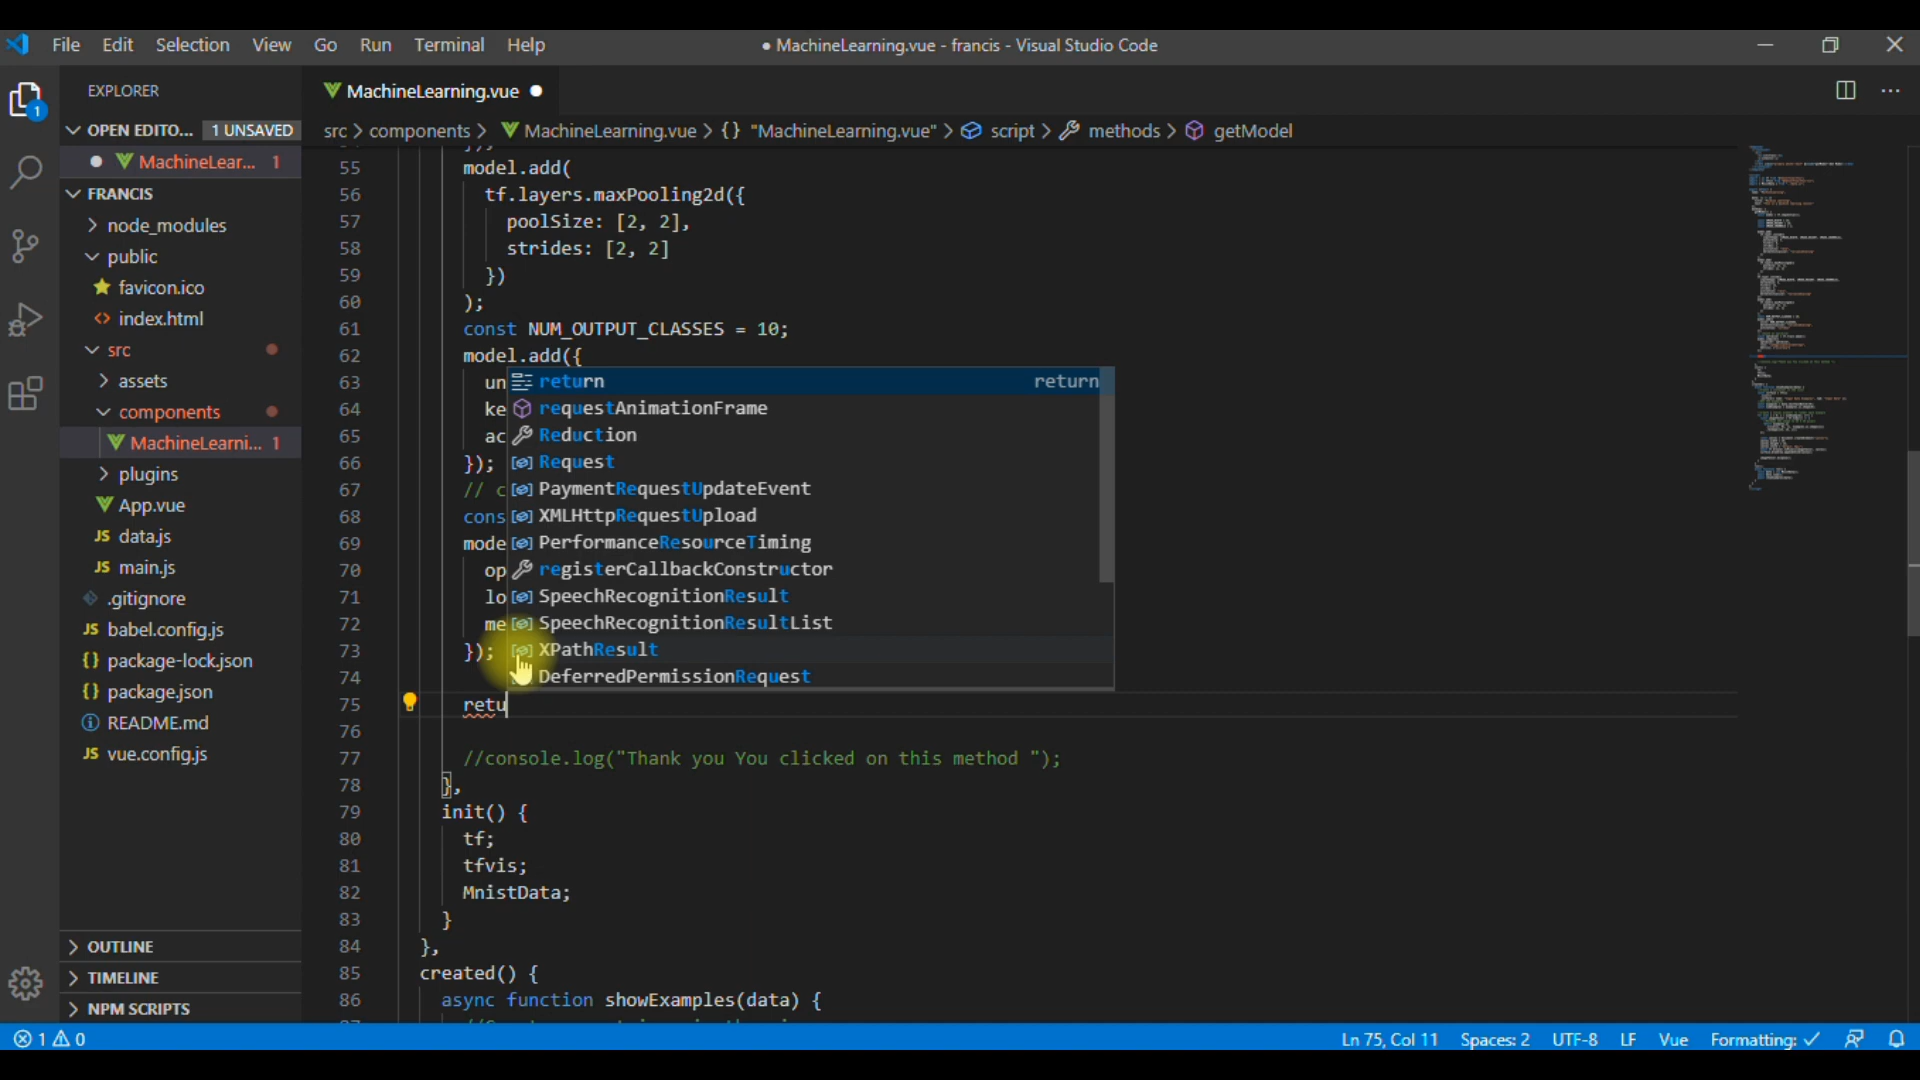 File Edit Selection View Go Run Terminal Help
● MachineLearning.vue - francis - Visual Studio Code
EXPLORER
OPEN EDITO... 1 UNSAVED
MachineLear... 1
FRANCIS
node_modules
public
favicon.ico
index.html
src
assets
components
MachineLearni... 1
plugins
App.vue
JS data.js
JS main.js
.gitignore
JS babel.config.js
{} package-lock.json
{} package.json
README.md
JS vue.config.js
OUTLINE
TIMELINE
NPM SCRIPTS
1
MachineLearning.vue
src > components > MachineLearning.vue > {} "MachineLearning.vue" > script > methods > getModel
55 model.add(
56 tf.layers.maxPooling2d({
57 poolSize: [2, 2],
58 strides: [2, 2]
59 })
60 );
61 const NUM_OUTPUT_CLASSES = 10;
62 model.add({
63 un
64 ke
65 ac
66 });
67 // c
68 cons
69 mode
70 op
71 lo
72 me
73 });
74
75 retu
76
77 //console.log("Thank you You clicked on this method ");
78 },
79 init() {
80 tf;
81 tfvis;
82 MnistData;
83 }
84 },
85 created() {
86 async function showExamples(data) {
return return
requestAnimationFrame
Reduction
Request
PaymentRequestUpdateEvent
XMLHttpRequestUpload
PerformanceResourceTiming
registerCallbackConstructor
SpeechRecognitionResult
SpeechRecognitionResultList
XPathResult
DeferredPermissionRequest
1 0
Ln 75, Col 11 Spaces: 2 UTF-8 LF Vue Formatting: ✓